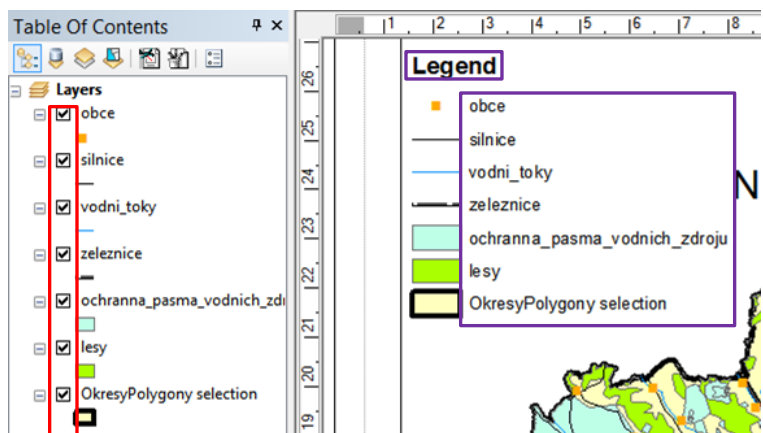 Table Of Contents
Layers
obce
silnice
vodni_toky
zeleznice
ochranna_pasma_vodnich_zdr
lesy
OkresyPolygony selection
1 2 3 4 5 6 7 8
26
25
24
23
22
21
20
19
Legend
obce
silnice
vodni_toky
zeleznice
ochranna_pasma_vodnich_zdroju
lesy
OkresyPolygony selection
N